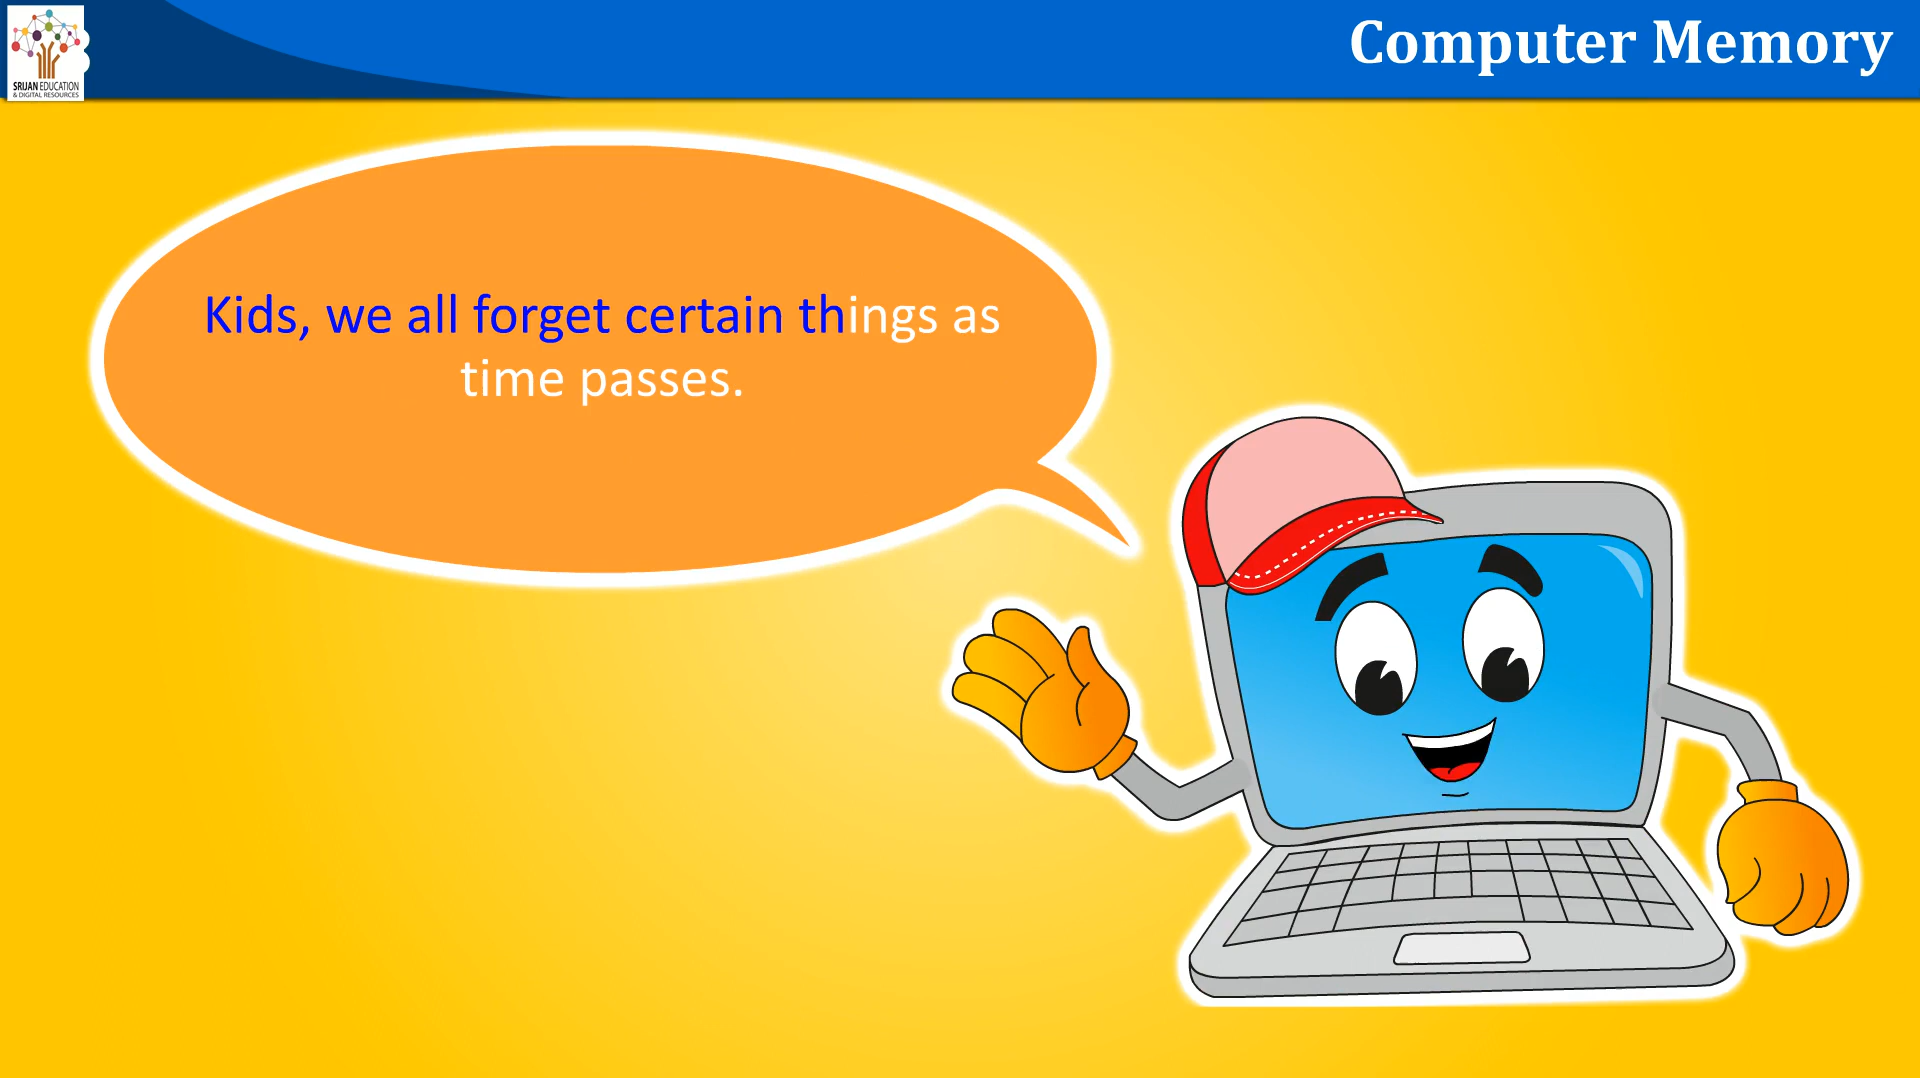 Computer Memory
SRIJAN EDUCATION
& DIGITAL RESOURCES
Kids, we all forget certain things as
time passes.